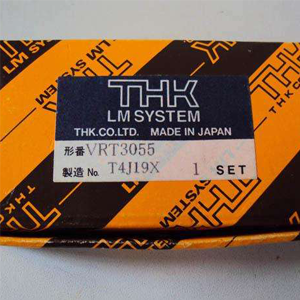 THK
LM SYSTEM
THK.CO.LTD. MADE IN JAPAN
形番 VRT3055
製造 No. T4J19X 1 SET